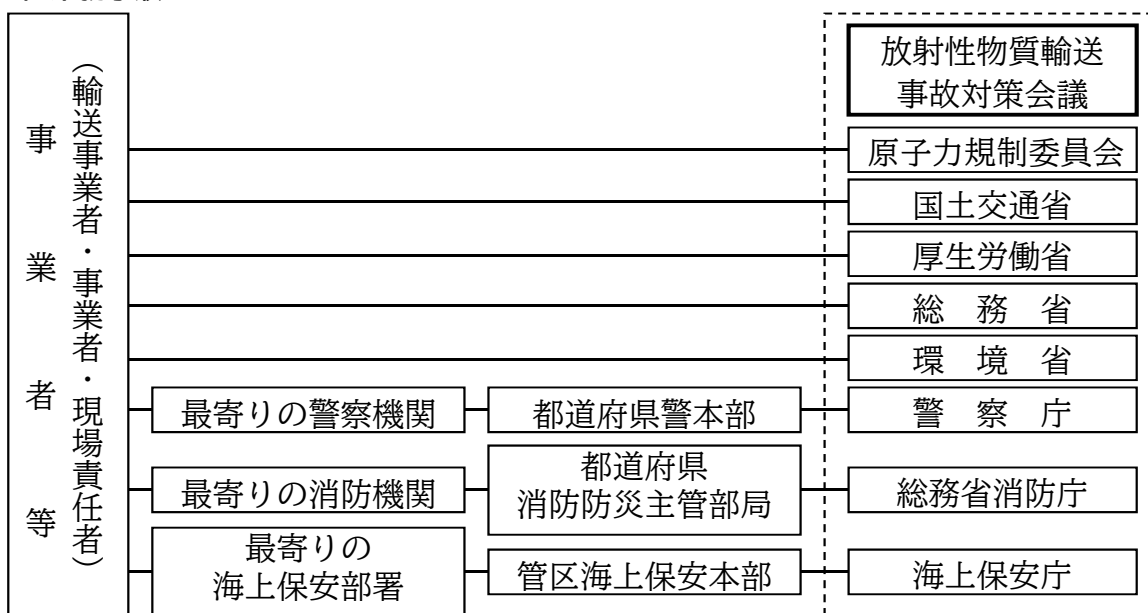 事業者等
（輸送事業者・事業者・現場責任者）
放射性物質輸送
事故対策会議
原子力規制委員会
国土交通省
厚生労働省
総務省
環境省
最寄りの警察機関
都道府県警本部
警察庁
最寄りの消防機関
都道府県
消防防災主管部局
総務省消防庁
最寄りの
海上保安部署
管区海上保安本部
海上保安庁